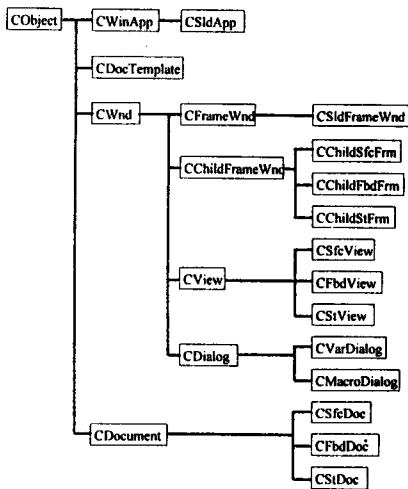 CObject CWinApp CSldApp
CDocTemplate
CWnd CFrameWnd CSldFrameWnd
CChildSfcFrm
CChildFrameWnd
CChildFbdFrm
CChildStFrm
CSfcView
CView CFbdView
CStView
CDialog CVarDialog
CMacroDialog
CSfcDoc
CDocument CFbdDoc
CStDoc